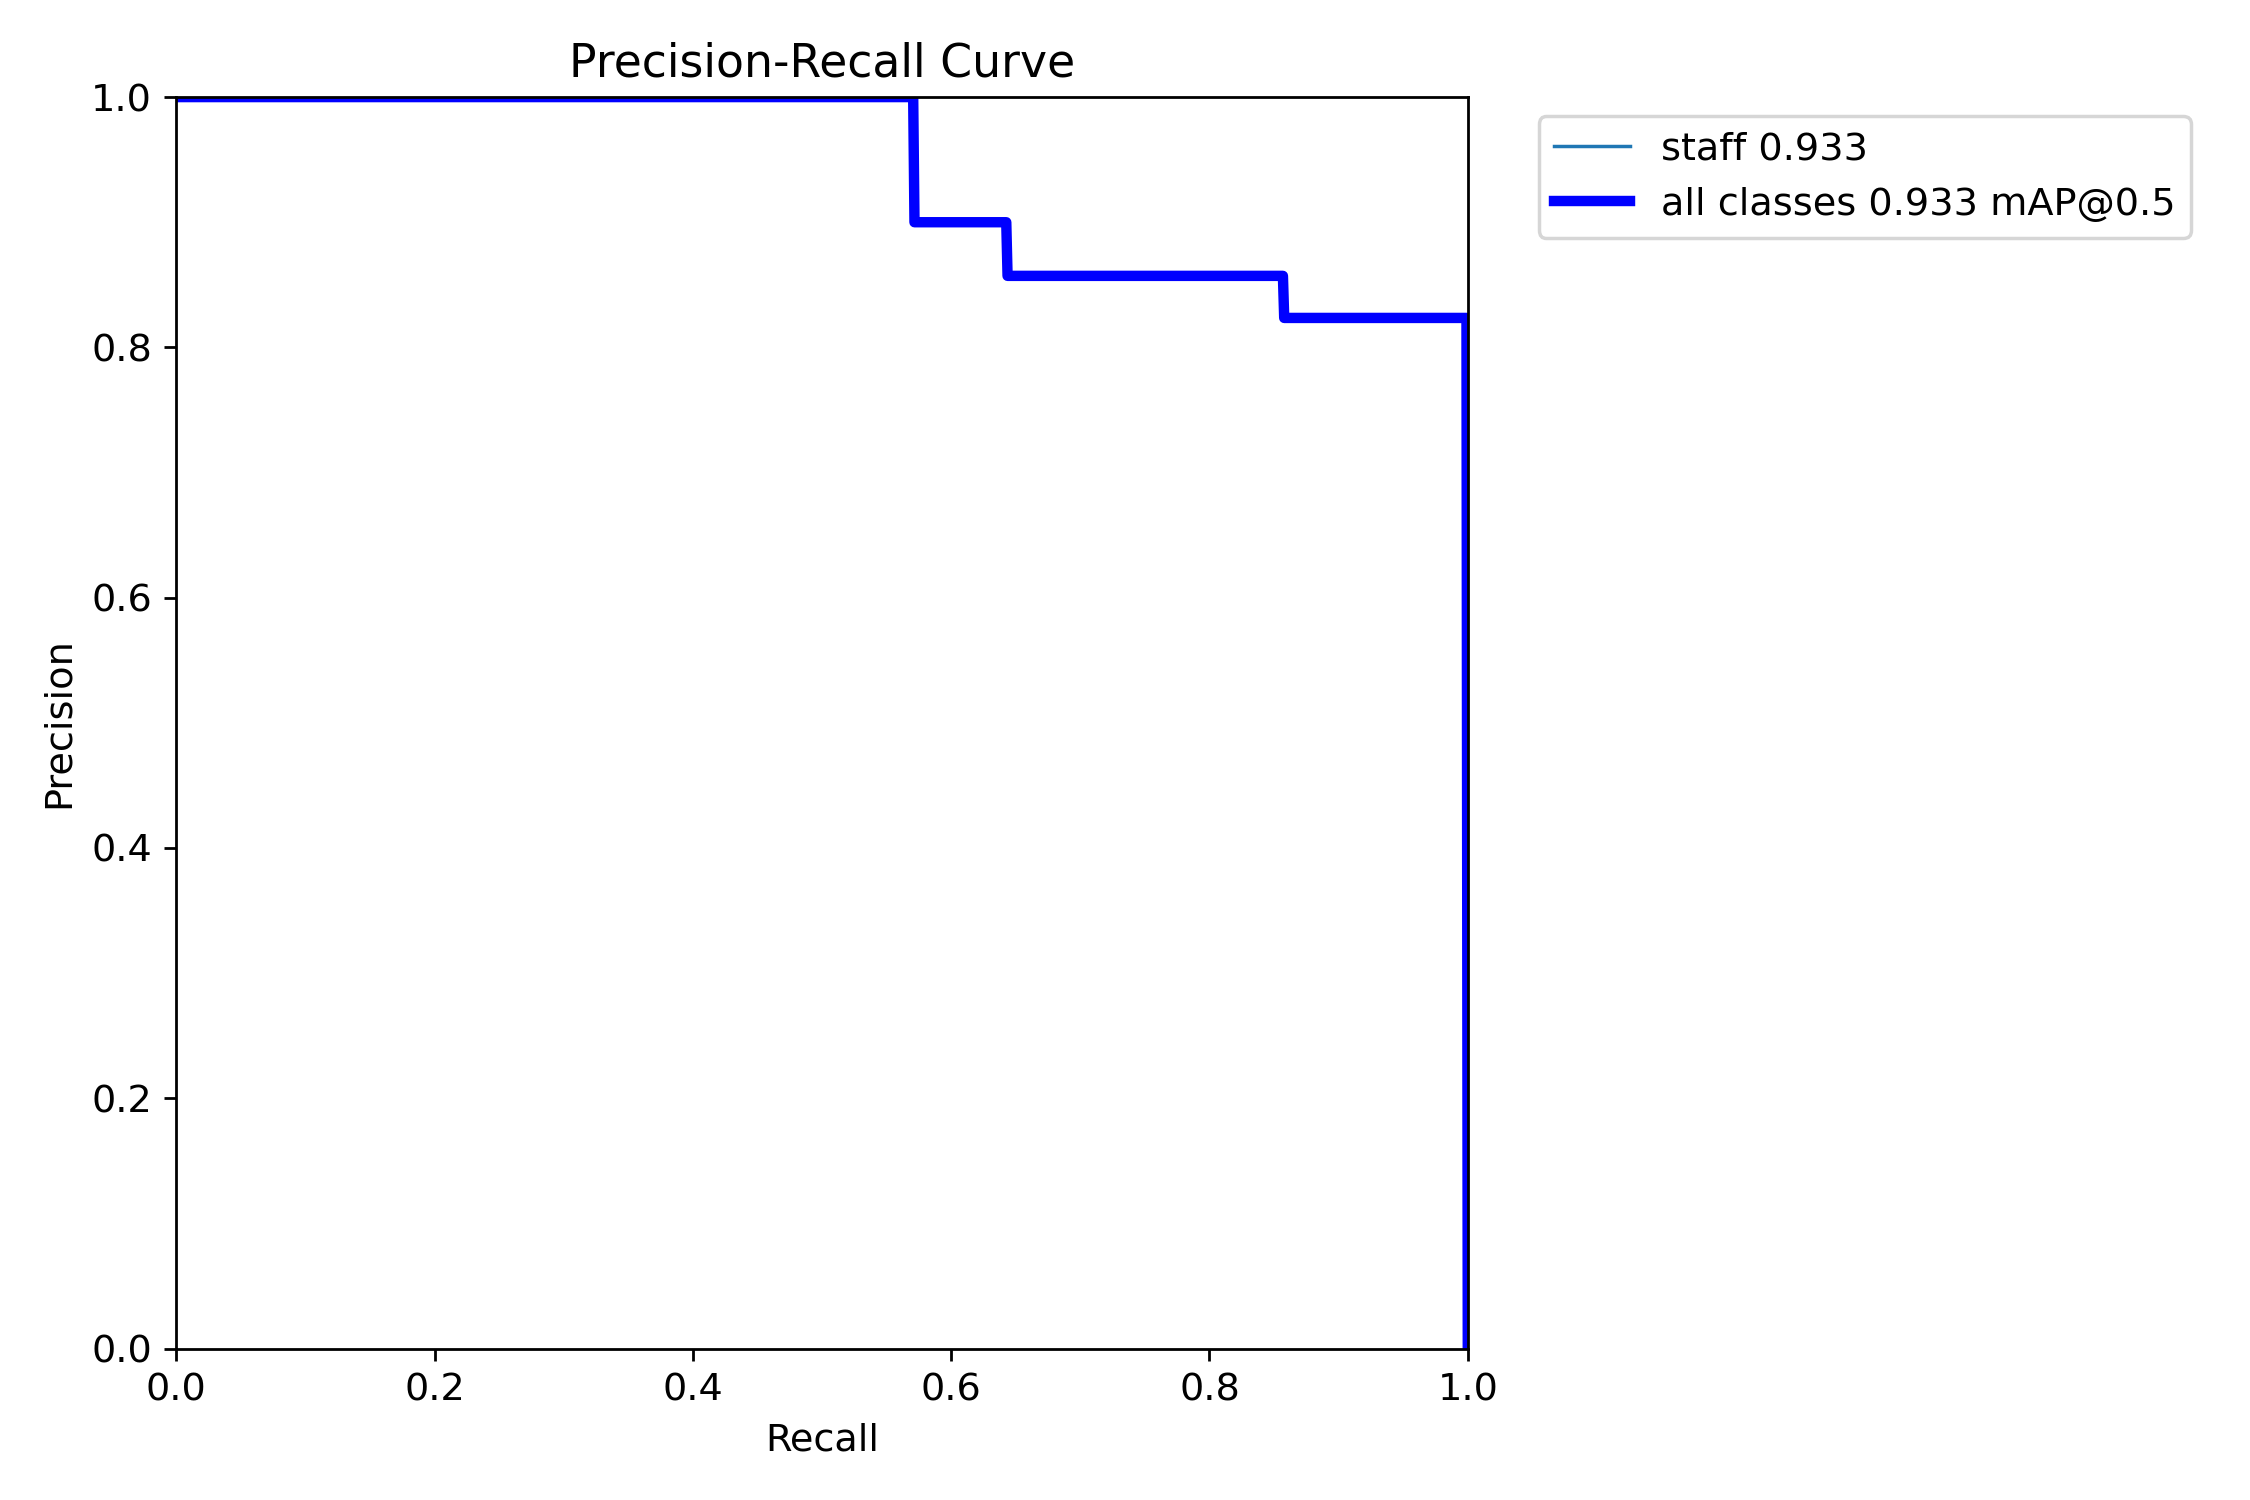 Precision-Recall Curve
1.0
0.8
0.6
0.4
0.2
0.0
Precision
0.0 0.2 0.4 0.6 0.8 1.0
Recall
staff 0.933
all classes 0.933 mAP@0.5